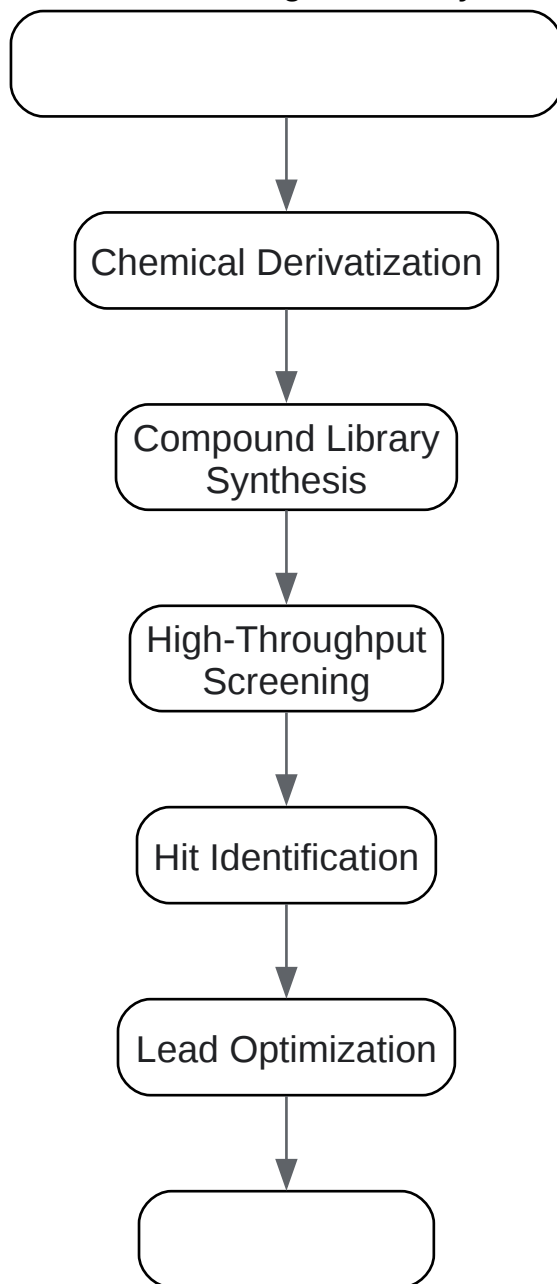 Chemical Derivatization
Compound Library
Synthesis
High-Throughput
Screening
Hit Identification
Lead Optimization